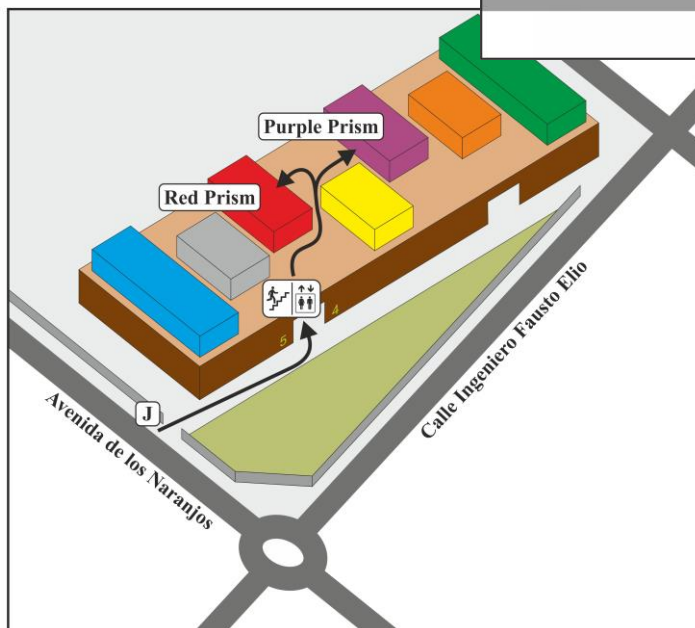 Purple Prism
Red Prism
4
5
J
Avenida de los Naranjos
Calle Ingeniero Fausto Elio